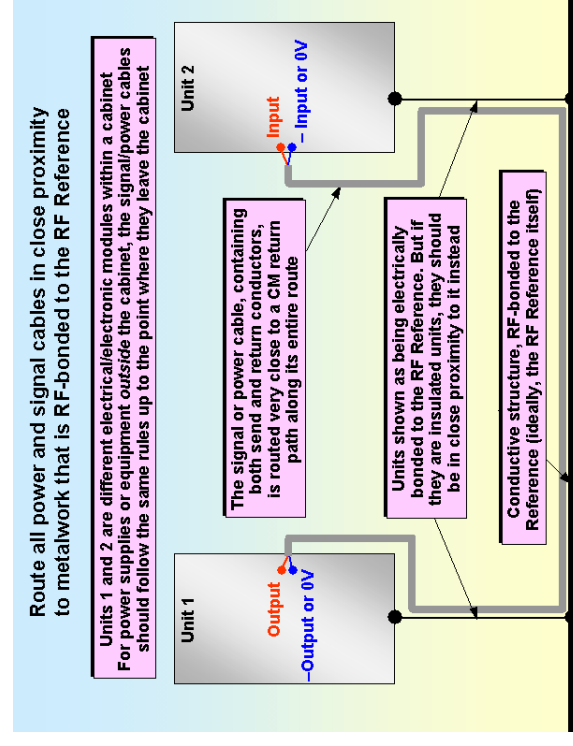 Route all power and signal cables in close proximity
to metalwork that is RF-bonded to the RF Reference
Units 1 and 2 are different electrical/electronic modules within a cabinet
For power supplies or equipment outside the cabinet, the signal/power cables
should follow the same rules up to the point where they leave the cabinet
Unit 1
Output
–Output or 0V
The signal or power cable, containing
both send and return conductors,
is routed very close to a CM return
path along its entire route
Unit 2
Input
– Input or 0V
Units shown as being electrically
bonded to the RF Reference. But if
they are insulated units, they should
be in close proximity to it instead
Conductive structure, RF-bonded to the
Reference (ideally, the RF Reference itself)